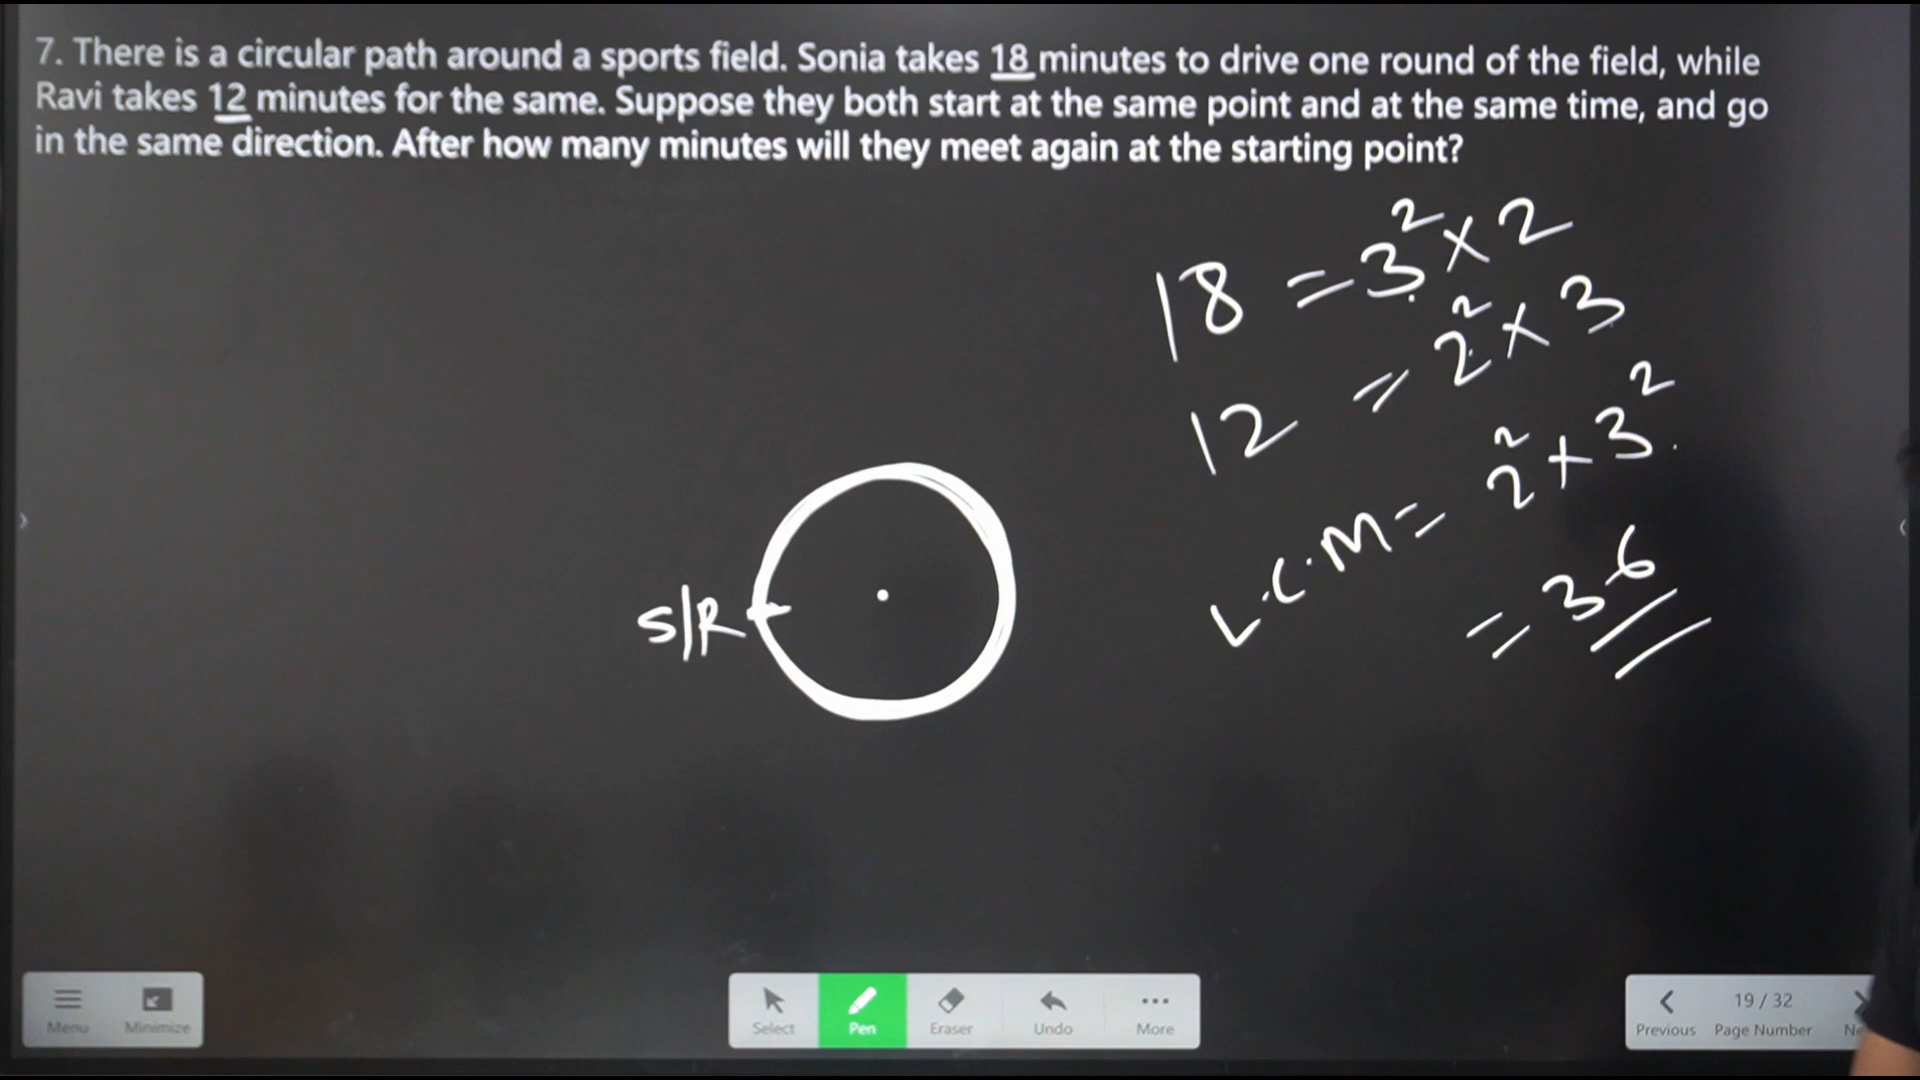 7. There is a circular path around a sports field. Sonia takes 18 minutes to drive one round of the field, while
Ravi takes 12 minutes for the same. Suppose they both start at the same point and at the same time, and go
in the same direction. After how many minutes will they meet again at the starting point?
18 = 3² × 2
12 = 2² × 3
L.C.M = 2² × 3²
= 36
S/R
Menu
Minimize
Select
Pen
Eraser
Undo
More
19 / 32
Previous
Page Number